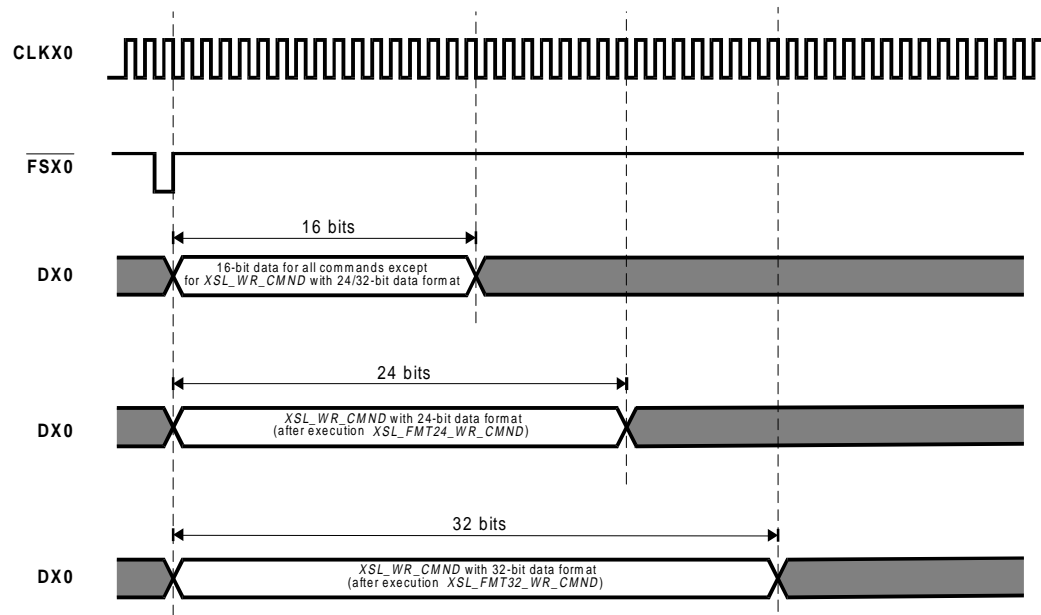 CLKX0
FSX0
16 bits
DX0
16-bit data for all commands except
for XSL_WR_CMND with 24/32-bit data format
24 bits
DX0
XSL_WR_CMND with 24-bit data format
(after execution XSL_FMT24_WR_CMND)
32 bits
DX0
XSL_WR_CMND with 32-bit data format
(after execution XSL_FMT32_WR_CMND)